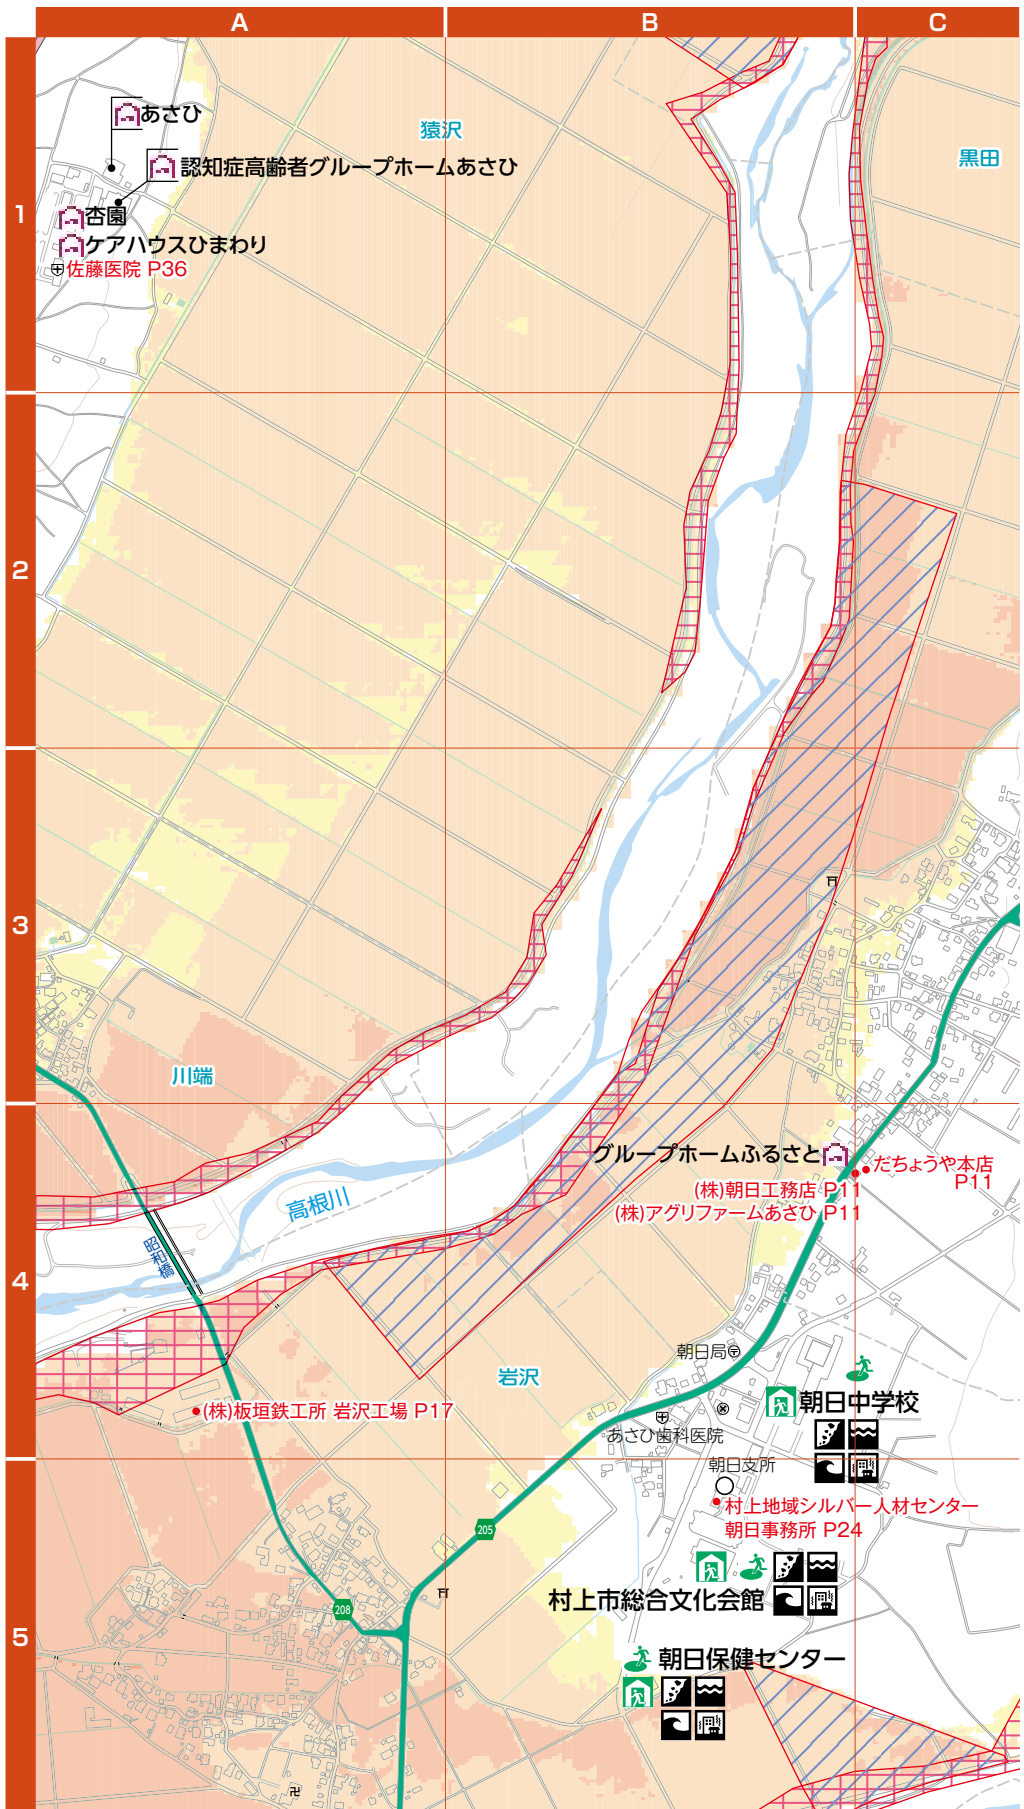 A
B
C
1
2
3
4
5
あさひ
猿沢
黒田
認知症高齢者グループホームあさひ
杏園
ケアハウスひまわり
佐藤医院 P36
川端
グループホームふるさと
だちょうや本店
P11
(株)朝日工務店 P11
(株)アグリファームあさひ P11
高根川
昭和橋
朝日局
岩沢
朝日中学校
(株)板垣鉄工所 岩沢工場 P17
あさひ歯科医院
朝日支所
村上地域シルバー人材センター
朝日事務所 P24
205
村上市総合文化会館
208
朝日保健センター